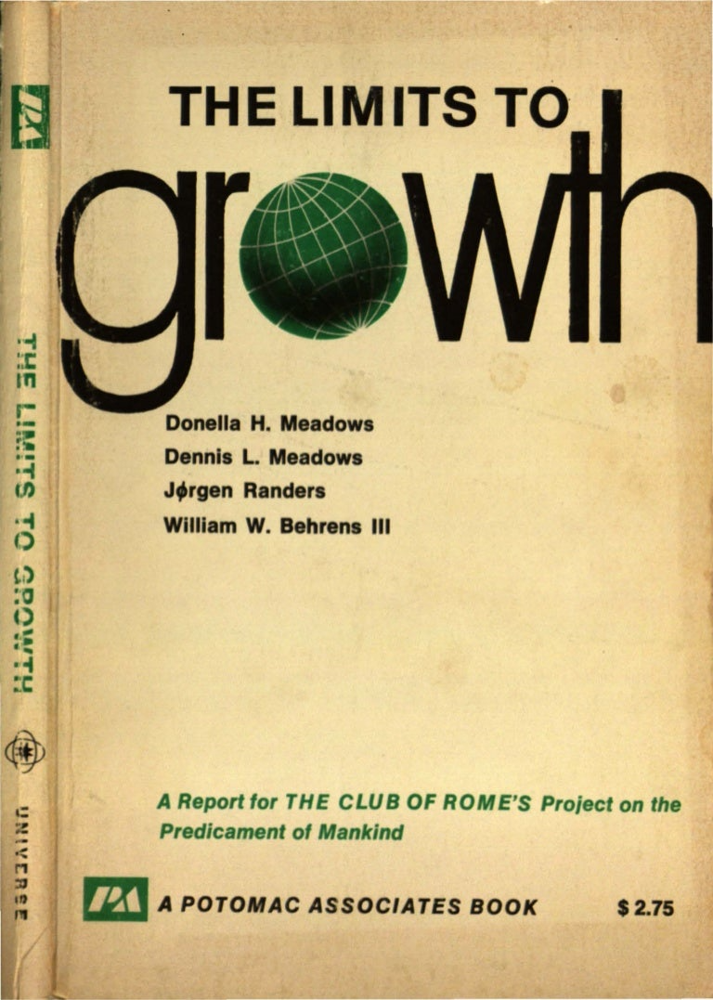 THE LIMITS TO
growth
Donella H. Meadows
Dennis L. Meadows
Jørgen Randers
William W. Behrens III
A Report for THE CLUB OF ROME'S Project on the
Predicament of Mankind
PA
A POTOMAC ASSOCIATES BOOK $2.75
PA
THE LIMITS TO GROWTH
UNIVERSE